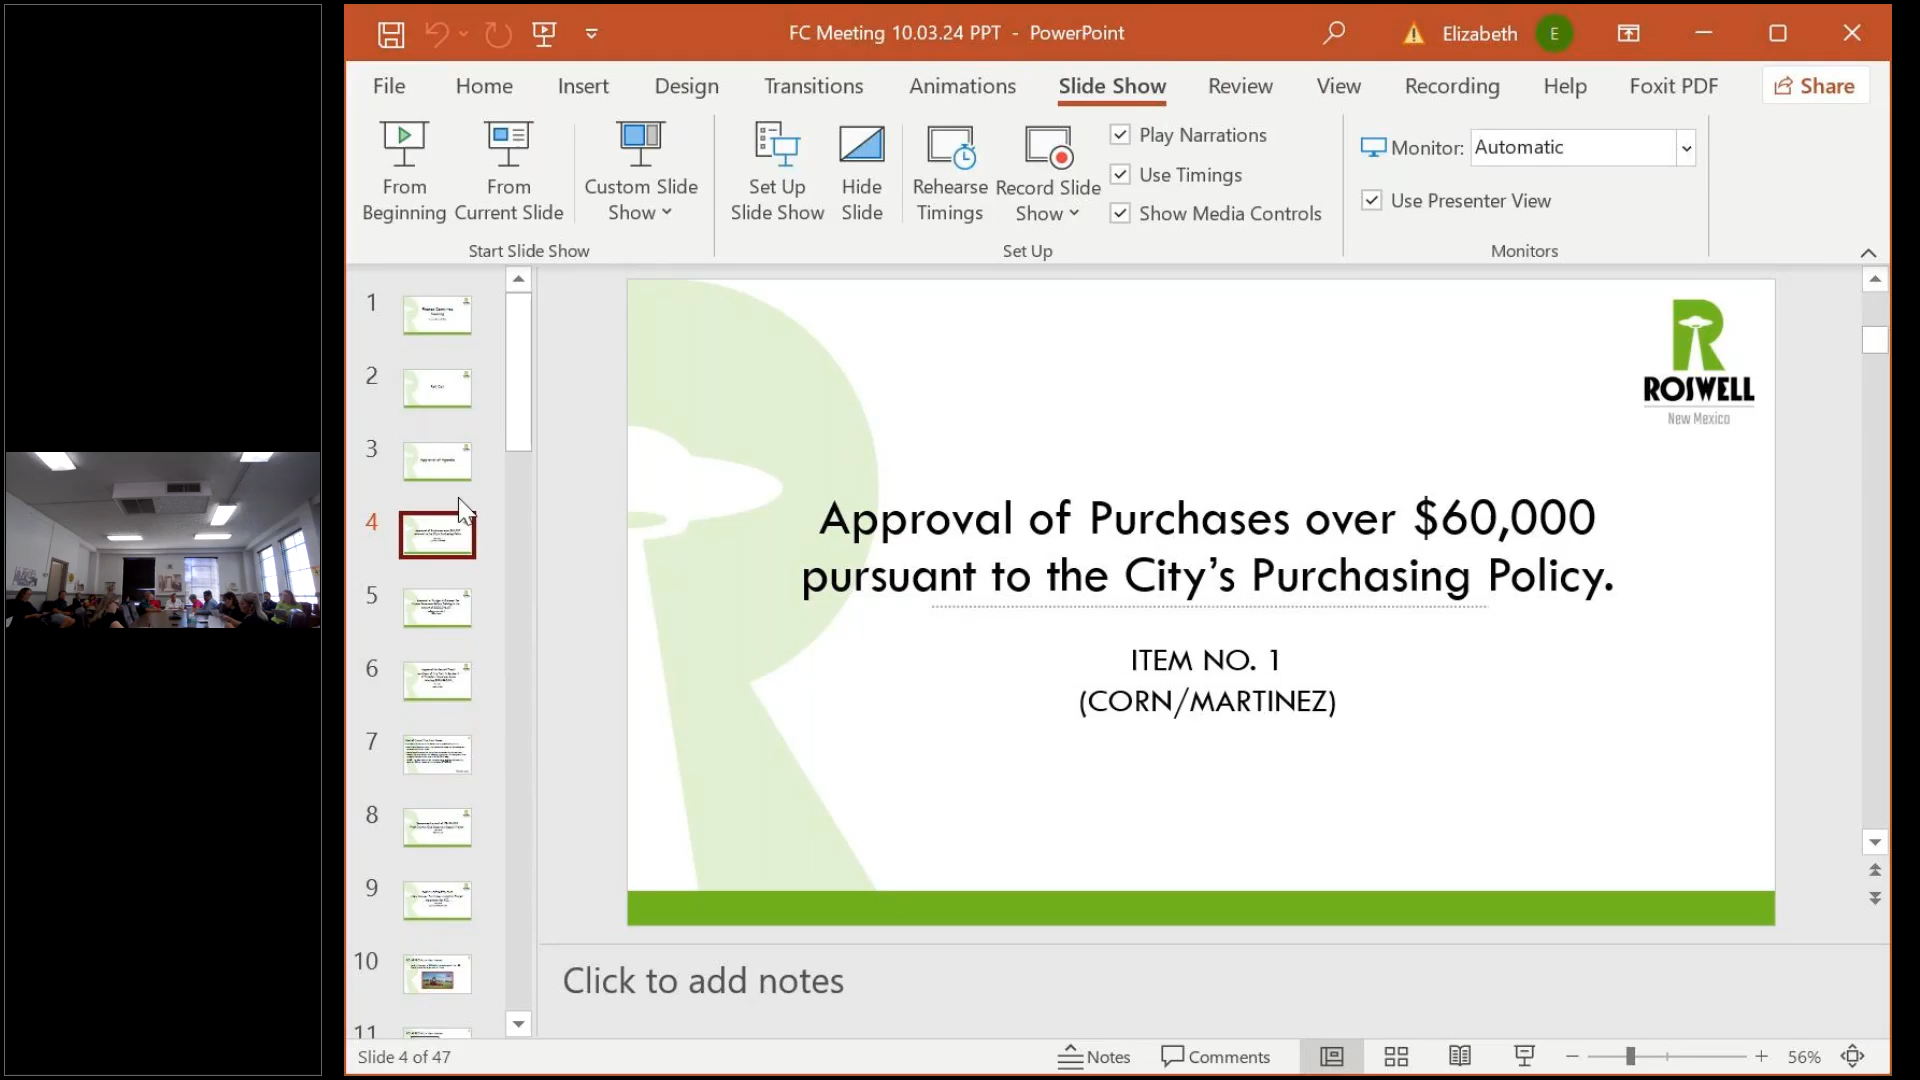 FC Meeting 10.03.24 PPT - PowerPoint
Elizabeth
E
File Home Insert Design Transitions Animations Slide Show Review View Recording Help Foxit PDF Share
From Beginning
From Current Slide
Custom Slide Show
Start Slide Show
Set Up Slide Show
Hide Slide
Rehearse Timings
Record Slide Show
Play Narrations
Use Timings
Show Media Controls
Set Up
Monitor: Automatic
Use Presenter View
Monitors
1
2
3
4
5
6
7
8
9
10
11
ROSWELL
New Mexico
Approval of Purchases over $60,000
pursuant to the City's Purchasing Policy.
ITEM NO. 1
(CORN/MARTINEZ)
Click to add notes
Slide 4 of 47
Notes
Comments
56%